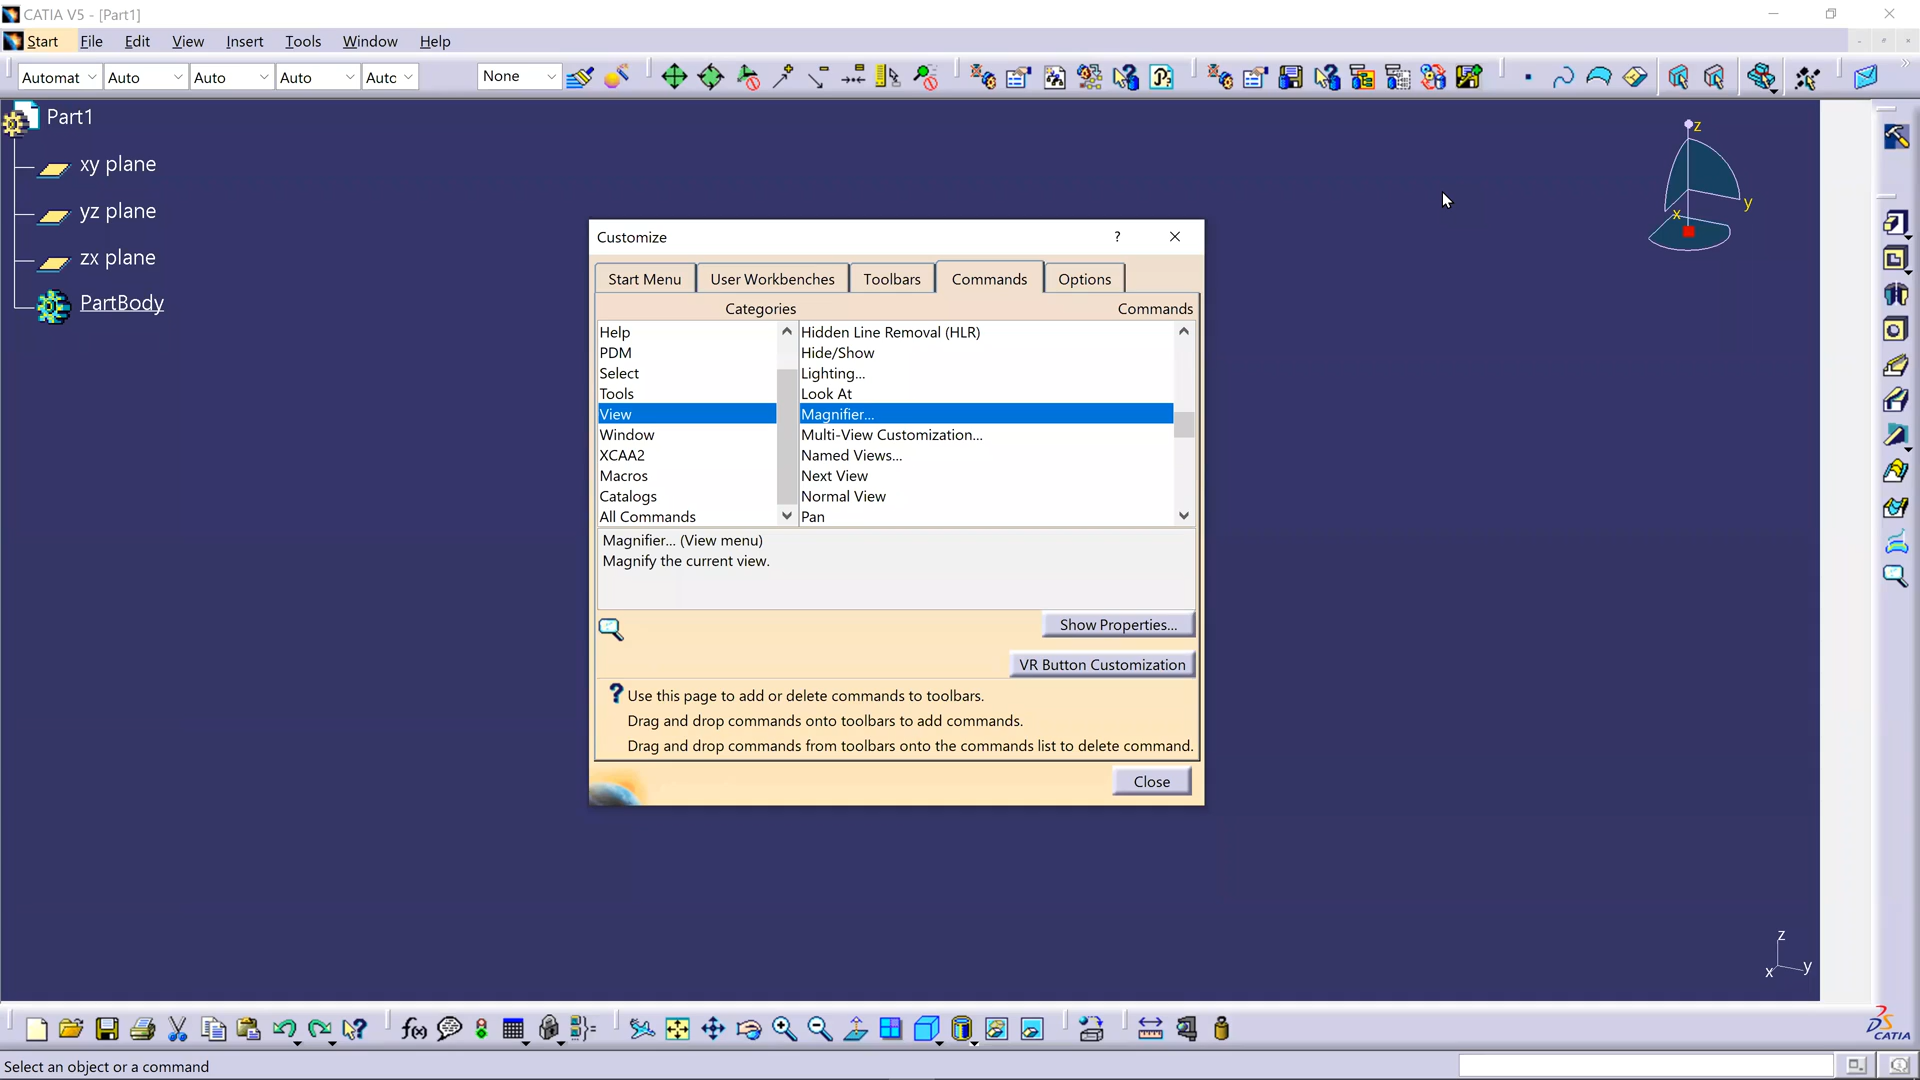 CATIA V5 - [Part1]
Start File Edit View Insert Tools Window Help
Automat Auto Auto Auto Autc None
Part1
xy plane
yz plane
zx plane
PartBody
z
y
x
Customize
?
Start Menu User Workbenches Toolbars Commands Options
Categories Commands
Help
PDM
Select
Tools
View
Window
XCAA2
Macros
Catalogs
All Commands
Hidden Line Removal (HLR)
Hide/Show
Lighting...
Look At
Magnifier...
Multi-View Customization...
Named Views...
Next View
Normal View
Pan
Magnifier... (View menu)
Magnify the current view.
Show Properties...
VR Button Customization
? Use this page to add or delete commands to toolbars.
Drag and drop commands onto toolbars to add commands.
Drag and drop commands from toolbars onto the commands list to delete command.
Close
z
x y
f(x)
CATIA
Select an object or a command